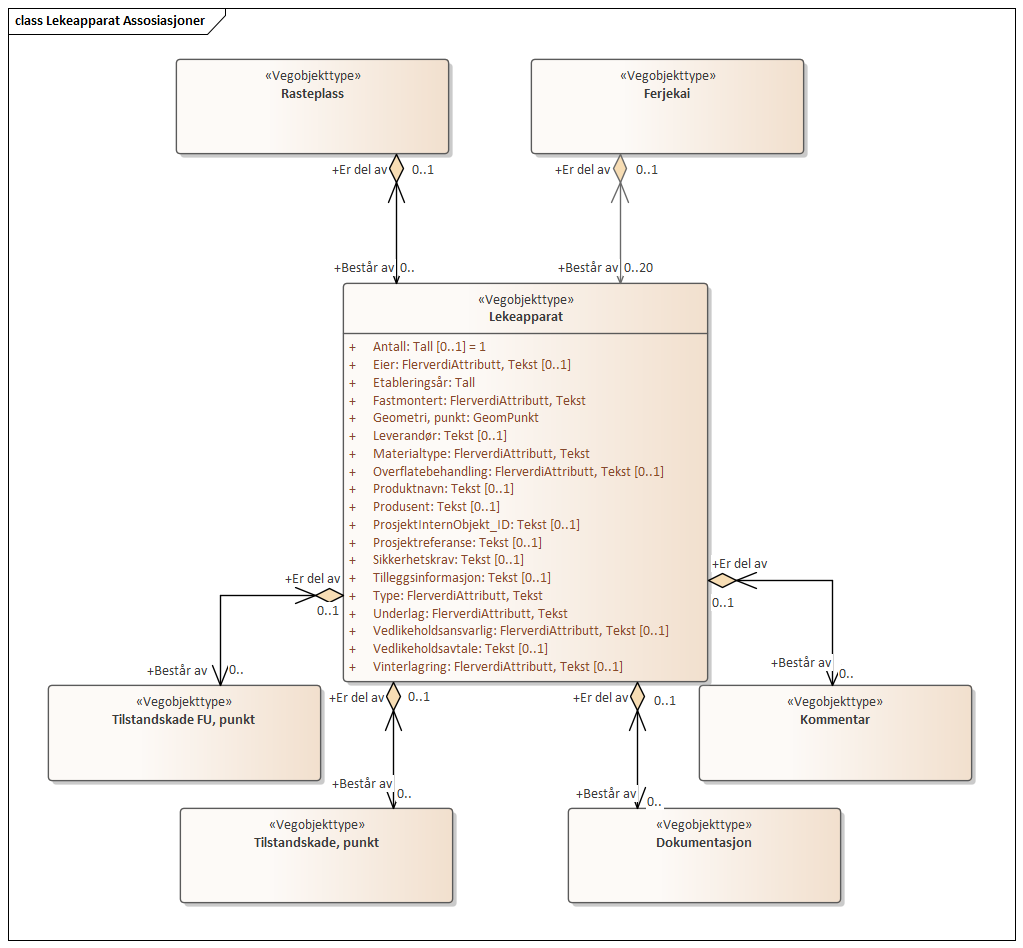 class Lekeapparat Assosiasjoner
«Vegobjekttype»
Rasteplass
«Vegobjekttype»
Ferjekai
+Er del av 0..1
+Er del av 0..1
+Består av 0..
+Består av 0..20
«Vegobjekttype»
Lekeapparat
+ Antall: Tall [0..1] = 1
+ Eier: FlerverdiAttributt, Tekst [0..1]
+ Etableringsår: Tall
+ Fastmontert: FlerverdiAttributt, Tekst
+ Geometri, punkt: GeomPunkt
+ Leverandør: Tekst [0..1]
+ Materialtype: FlerverdiAttributt, Tekst
+ Overflatebehandling: FlerverdiAttributt, Tekst [0..1]
+ Produktnavn: Tekst [0..1]
+ Produsent: Tekst [0..1]
+ ProsjektInternObjekt_ID: Tekst [0..1]
+ Prosjektreferanse: Tekst [0..1]
+ Sikkerhetskrav: Tekst [0..1]
+ Tilleggsinformasjon: Tekst [0..1]
+ Type: FlerverdiAttributt, Tekst
+ Underlag: FlerverdiAttributt, Tekst
+ Vedlikeholdsansvarlig: FlerverdiAttributt, Tekst [0..1]
+ Vedlikeholdsavtale: Tekst [0..1]
+ Vinterlagring: FlerverdiAttributt, Tekst [0..1]
+Er del av
0..1
+Er del av
0..1
+Består av 0..
+Er del av 0..1
+Er del av 0..1
+Består av 0..
«Vegobjekttype»
Tilstandskade FU, punkt
«Vegobjekttype»
Kommentar
+Består av 0..
+Består av 0..
«Vegobjekttype»
Tilstandskade, punkt
«Vegobjekttype»
Dokumentasjon